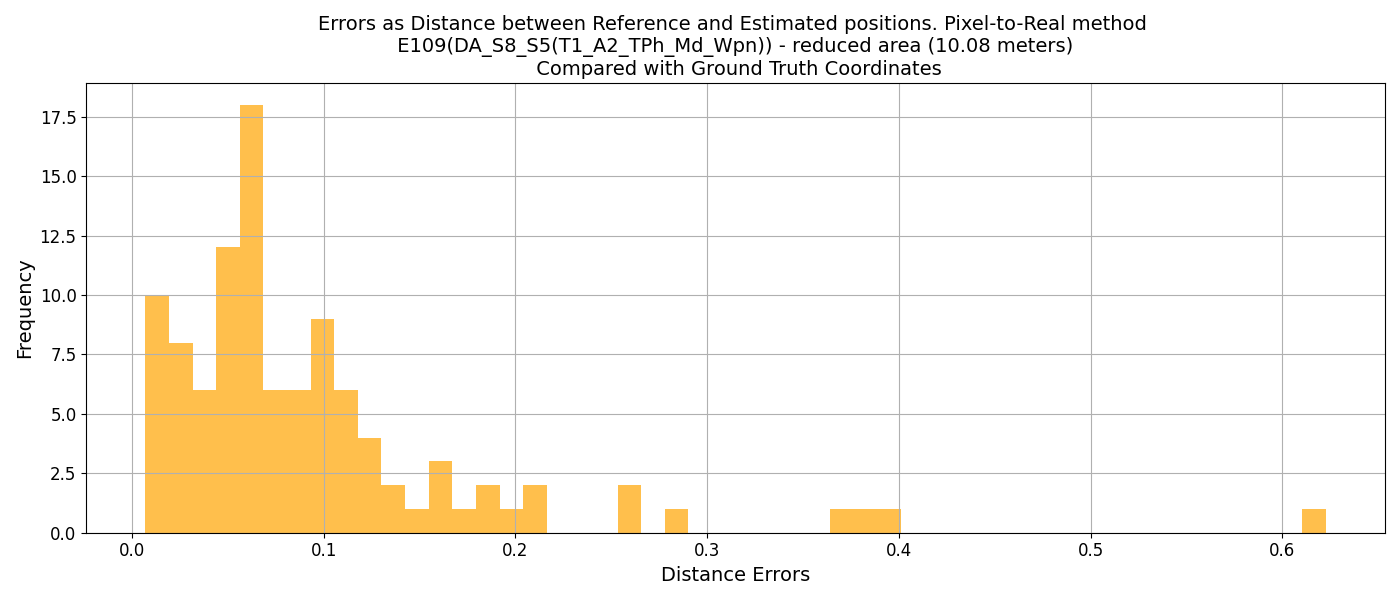 Errors as Distance between Reference and Estimated positions. Pixel-to-Real method
E109(DA_S8_S5(T1_A2_TPh_Md_Wpn)) - reduced area (10.08 meters)
Compared with Ground Truth Coordinates
17.5
15.0
12.5
10.0
7.5
5.0
2.5
0.0
Frequency
0.0 0.1 0.2 0.3 0.4 0.5 0.6
Distance Errors